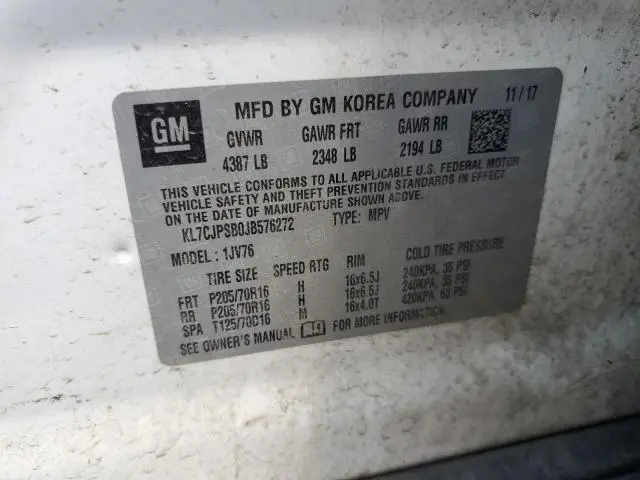 GM
MFD BY GM KOREA COMPANY 11/17
GVWR GAWR FRT GAWR RR
4387 LB 2348 LB 2194 LB
THIS VEHICLE CONFORMS TO ALL APPLICABLE U.S. FEDERAL MOTOR
VEHICLE SAFETY AND THEFT PREVENTION STANDARDS IN EFFECT
ON THE DATE OF MANUFACTURE SHOWN ABOVE.
KL7CJPSB0JB576272 TYPE: MPV
MODEL: 1JV76
TIRE SIZE SPEED RTG RIM COLD TIRE PRESSURE
FRT P205/70R16 H 16x6.5J 240KPA, 35 PSI
RR P205/70R16 H 16x6.5J 240KPA, 35 PSI
SPA T125/70D16 M 16x4.0T 420KPA, 60 PSI
SEE OWNER'S MANUAL FOR MORE INFORMATION.